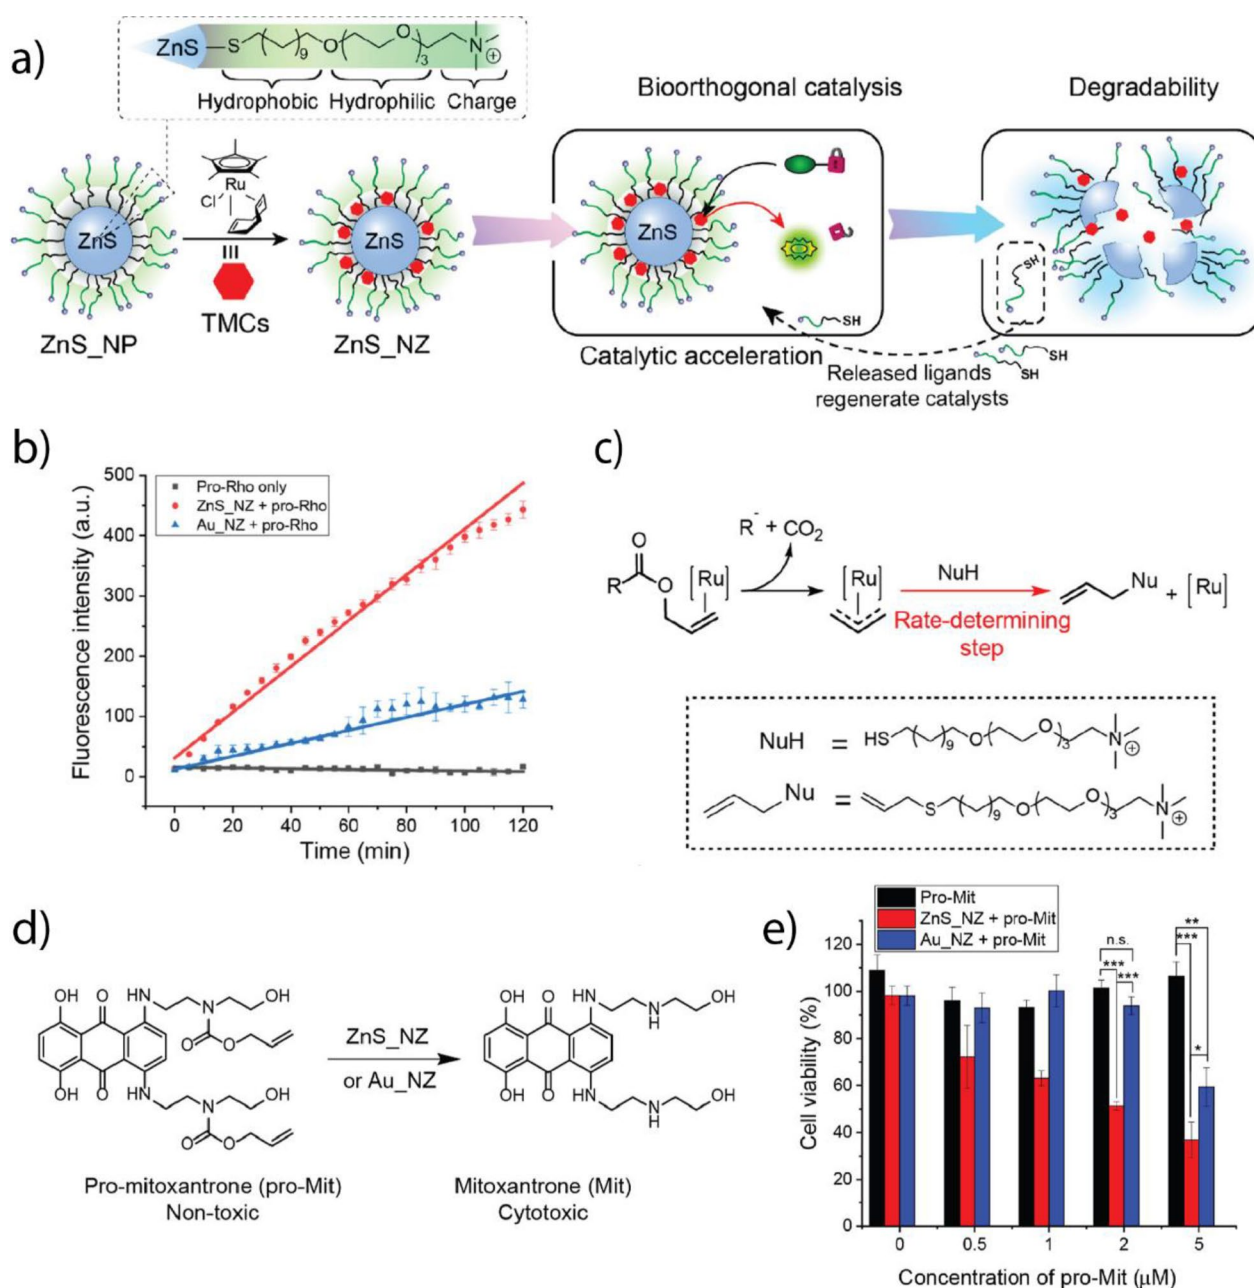 a)
ZnS
S
9
O
O
3
N
⊕
Hydrophobic
Hydrophilic
Charge
Ru
Cl
ZnS
ZnS_NP
TMCs
ZnS
ZnS_NZ
Bioorthogonal catalysis
ZnS
SH
Catalytic acceleration
Degradability
SH
SH
SH
Released ligands
regenerate catalysts
b)
Fluorescence intensity (a.u.)
500
400
300
200
100
0
Pro-Rho only
ZnS_NZ + pro-Rho
Au_NZ + pro-Rho
0 20 40 60 80 100 120
Time (min)
c)
R⁻ + CO2
O
R
O
[Ru]
[Ru]
NuH
Rate-determining
step
Nu
+ [Ru]
NuH = HS
9
O
O
3
N
⊕
Nu
=
S
9
O
O
3
N
⊕
d)
OH O HN N OH
O O
OH O HN N OH
O O
Pro-mitoxantrone (pro-Mit)
Non-toxic
ZnS_NZ
or Au_NZ
OH O HN N H OH
OH O HN N H OH
Mitoxantrone (Mit)
Cytotoxic
e)
Pro-Mit
ZnS_NZ + pro-Mit
Au_NZ + pro-Mit
Cell viability (%)
120
100
80
60
40
20
0
n.s.
***
***
**
***
*
0 0.5 1 2 5
Concentration of pro-Mit (μM)